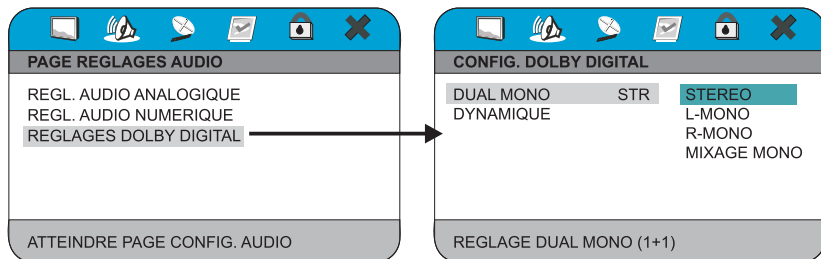 PAGE REGLAGES AUDIO
REGL. AUDIO ANALOGIQUE
REGL. AUDIO NUMERIQUE
REGLAGES DOLBY DIGITAL
ATTEINDRE PAGE CONFIG. AUDIO
CONFIG. DOLBY DIGITAL
DUAL MONO STR STEREO
DYNAMIQUE L-MONO
R-MONO
MIXAGE MONO
REGLAGE DUAL MONO (1+1)